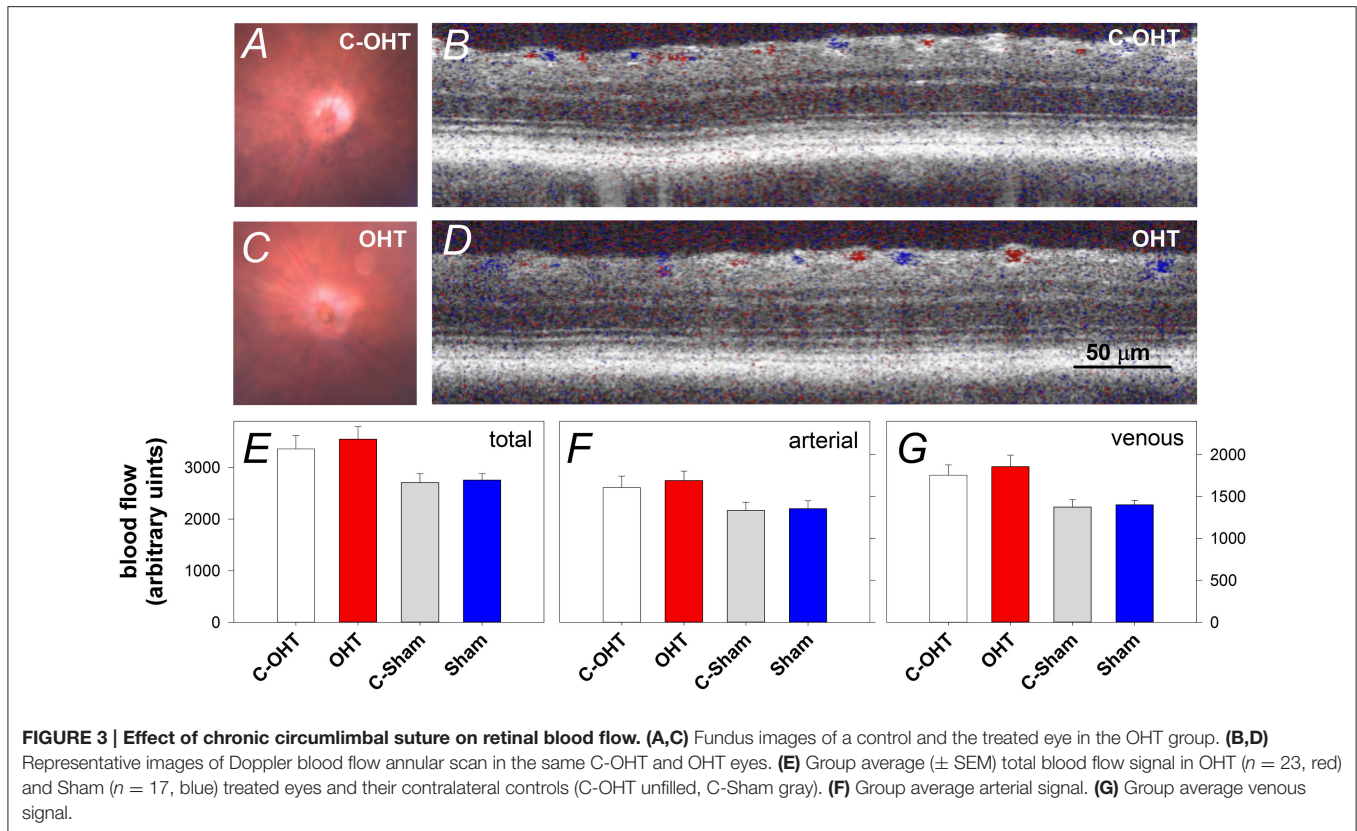 A C-OHT
B C-OHT
C OHT
D OHT
50 μm
E total
F arterial
G venous
blood flow
(arbitrary uints)
3000
2000
1000
0
2000
1500
1000
500
0
C-OHT OHT C-Sham Sham
C-OHT OHT C-Sham Sham
C-OHT OHT C-Sham Sham
FIGURE 3 | Effect of chronic circumlimbal suture on retinal blood flow. (A,C) Fundus images of a control and the treated eye in the OHT group. (B,D)
Representative images of Doppler blood flow annular scan in the same C-OHT and OHT eyes. (E) Group average (± SEM) total blood flow signal in OHT (n = 23, red)
and Sham (n = 17, blue) treated eyes and their contralateral controls (C-OHT unfilled, C-Sham gray). (F) Group average arterial signal. (G) Group average venous
signal.